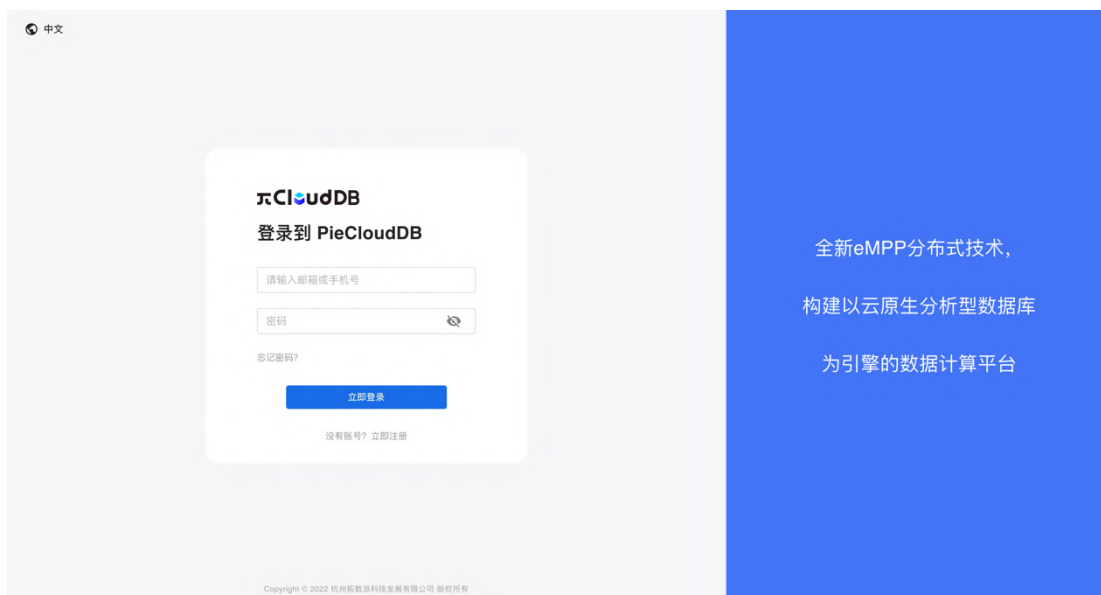 中文
πCloudDB
登录到 PieCloudDB
请输入邮箱或手机号
密码
忘记密码?
立即登录
没有账号? 立即注册
Copyright © 2022 杭州拓数派科技发展有限公司 版权所有
全新eMPP分布式技术，
构建以云原生分析型数据库
为引擎的数据计算平台